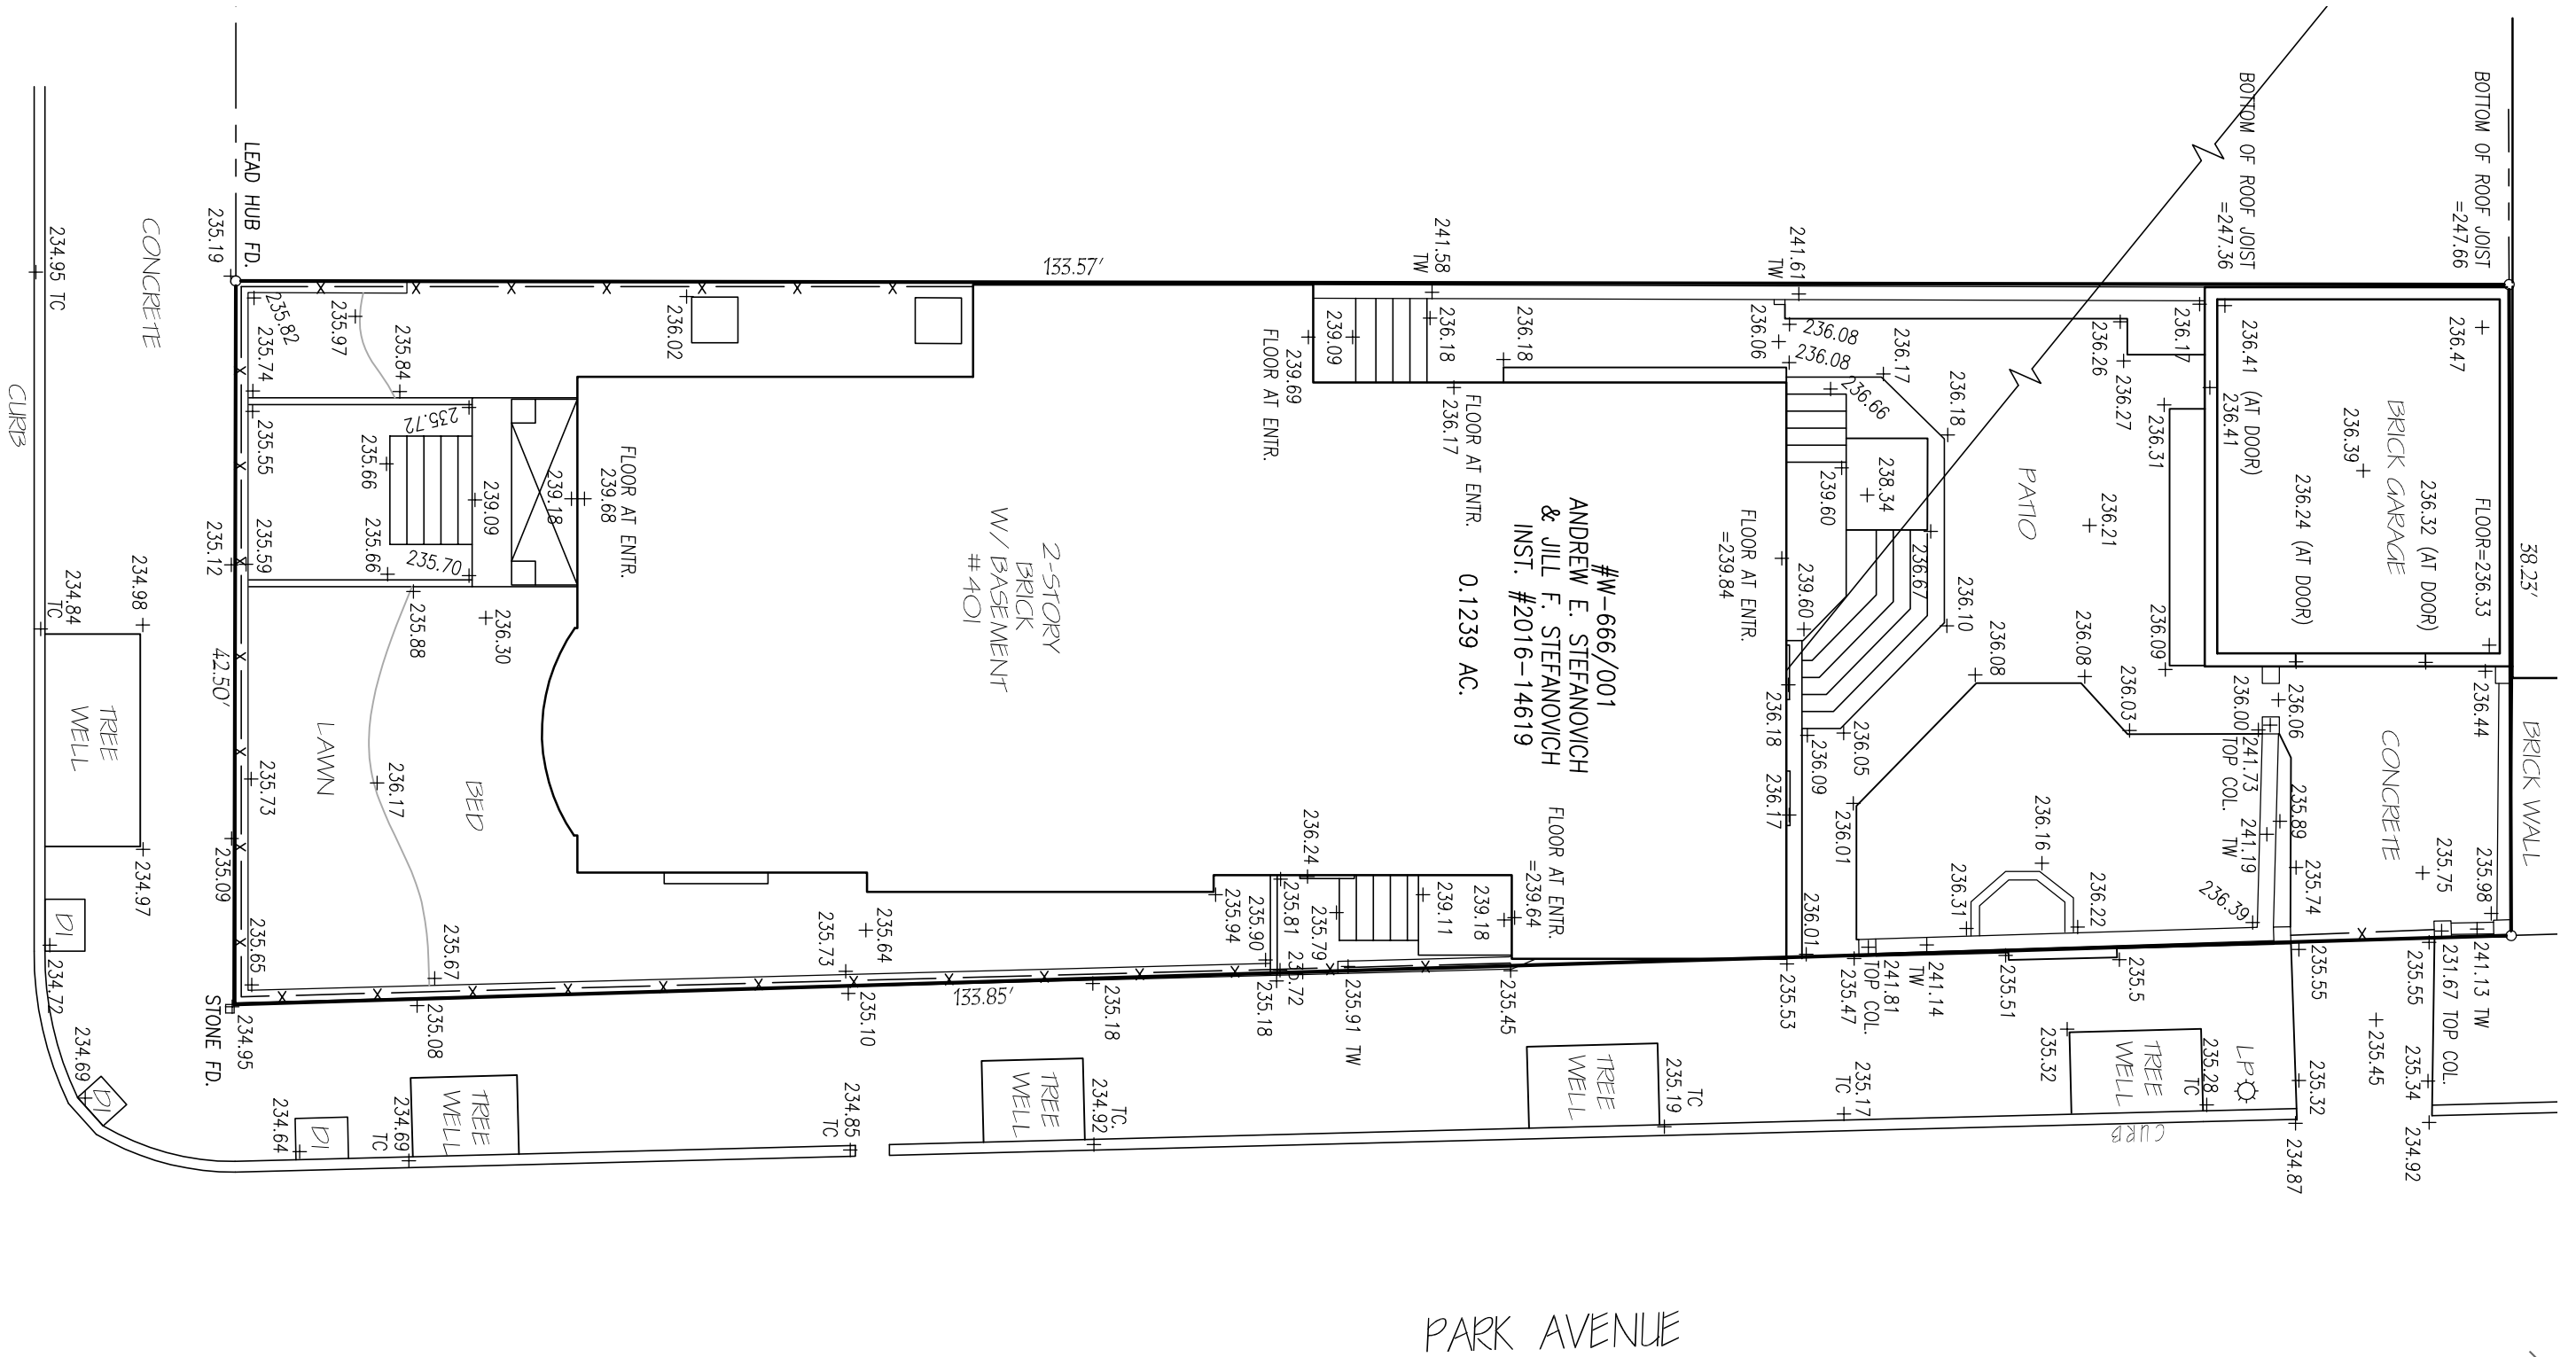 BOTTOM OF ROOF JOIST
=247.66
BOTTOM OF ROOF JOIST
=247.36
38.23'
BRICK WALL
LEAD HUB FD.
235.19
CONCRETE
234.95 TC
CURB
133.57'
241.58
TW
241.61
TW
235.82
235.74
235.97
235.84
236.02
235.72
235.55
235.66
235.66
235.70
235.59
235.12
239.09
239.18
FLOOR AT ENTR.
239.68
235.88
236.30
234.98
234.84
TC
42.50'
TREE
WELL
LAWN
BED
235.73
236.17
235.09
234.97
DI
234.72
235.65
235.67
STONE FD.
234.95
235.08
234.69
DI
234.64
DI
234.69
TC
TREE
WELL
2-STORY
BRICK
W/ BASEMENT
#401
239.09
236.18
239.69
FLOOR AT ENTR.
236.18
FLOOR AT ENTR.
236.17
#W-666/001
ANDREW E. STEFANOVICH
& JILL F. STEFANOVICH
INST. #2016-14619
0.1239 AC.
FLOOR AT ENTR.
=239.84
236.06
236.08
236.08
236.17
236.66
236.18
238.34
239.60
236.67
239.60
236.10
236.08
236.18
236.17
236.09
236.05
236.01
236.01
PATIO
236.17
236.26
236.27
236.31
236.21
236.09
236.08
236.03
236.41 (AT DOOR)
236.41
236.47
BRICK GARAGE
236.39
236.24 (AT DOOR)
236.32 (AT DOOR)
FLOOR=236.33
236.44
236.06
236.00
241.73
TOP COL.
241.19
TW
235.89
CONCRETE
235.74
235.75
235.98
236.39
236.16
236.31
236.22
FLOOR AT ENTR.
=239.64
236.24
239.11
239.18
235.79
235.81
235.90
235.94
235.64
235.73
235.10
133.85'
235.18
235.18
235.72
235.91 TW
235.45
235.53
235.47
241.81
TOP COL.
241.14
TW
235.51
235.5
235.55
235.55
231.67 TOP COL.
241.13 TW
235.45
235.34
235.32
LP
235.28
TC
TREE
WELL
235.32
235.17
TC
235.19
TC
TREE
WELL
TC.
234.92
TREE
WELL
234.85
TC
CURB
234.87
234.92
PARK AVENUE